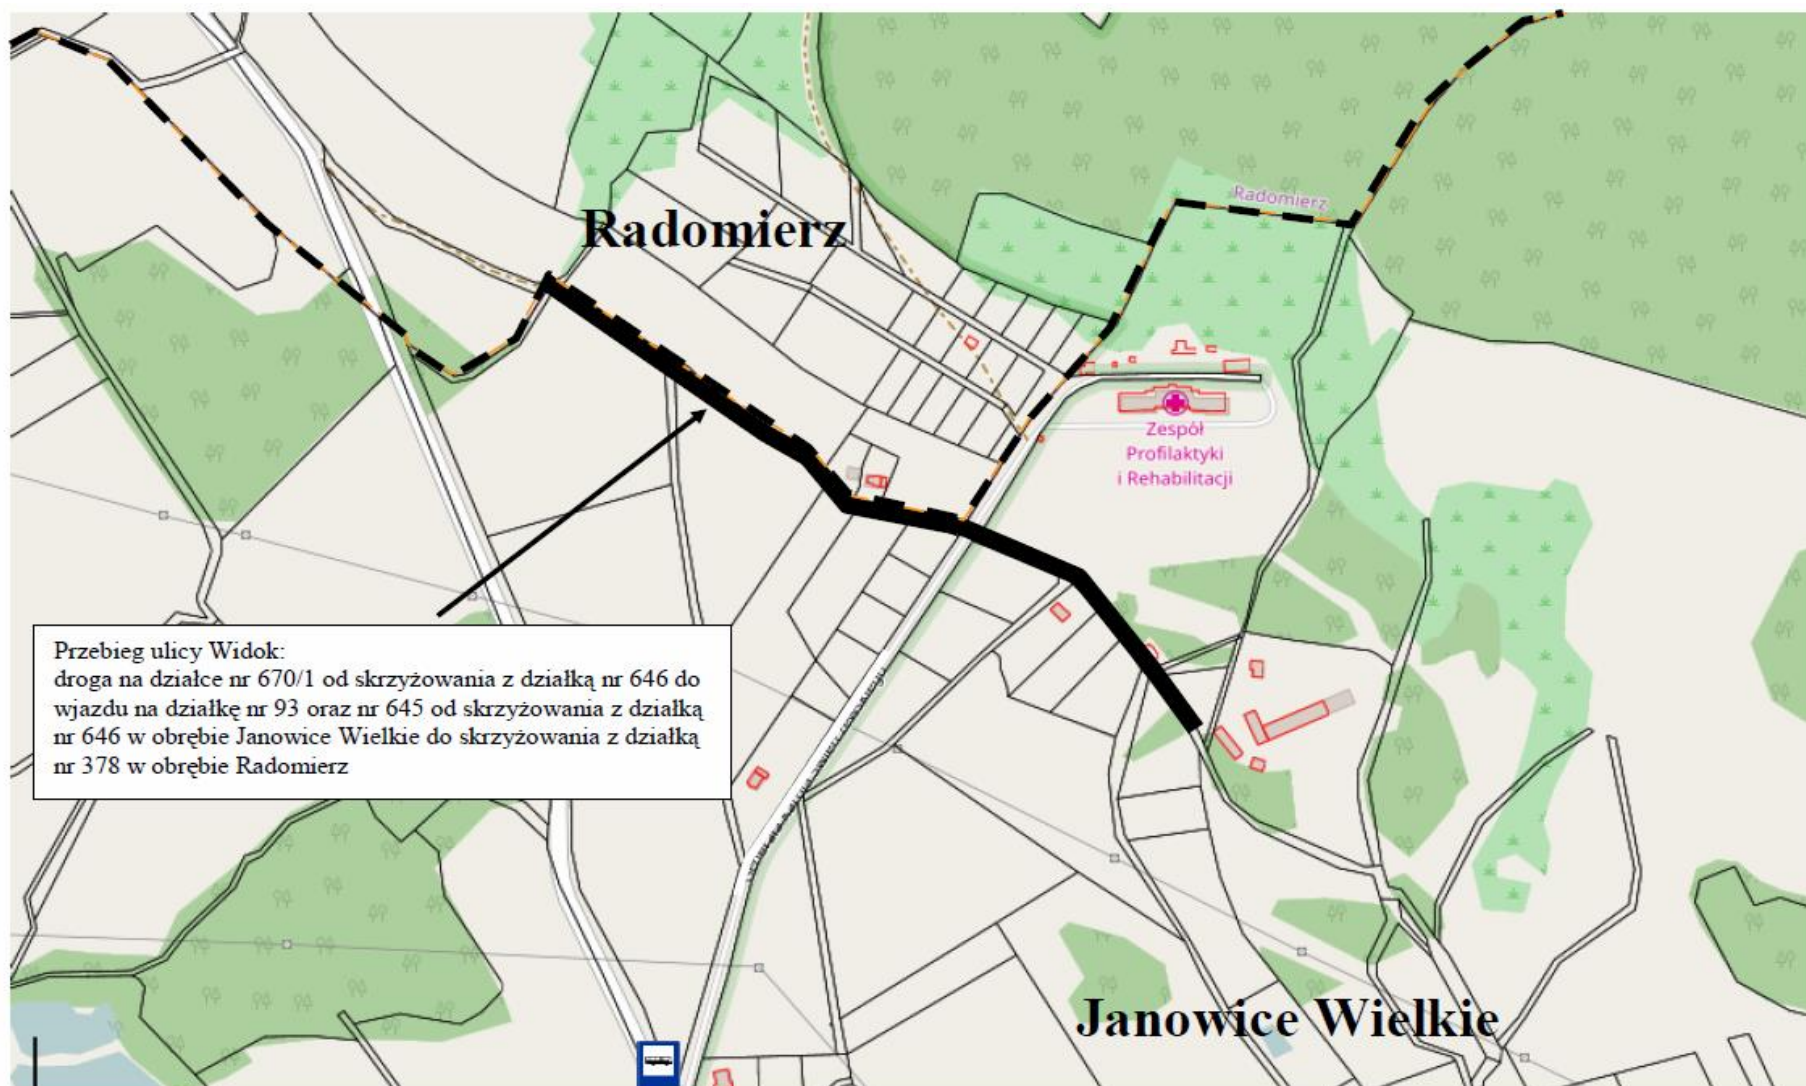 Radomierz
Radomierz
Zespół
Profilaktyki
i Rehabilitacji
Przebieg ulicy Widok:
droga na działce nr 670/1 od skrzyżowania z działką nr 646 do
wjazdu na działkę nr 93 oraz nr 645 od skrzyżowania z działką
nr 646 w obrębie Janowice Wielkie do skrzyżowania z działką
nr 378 w obrębie Radomierz
Janowice Wielkie